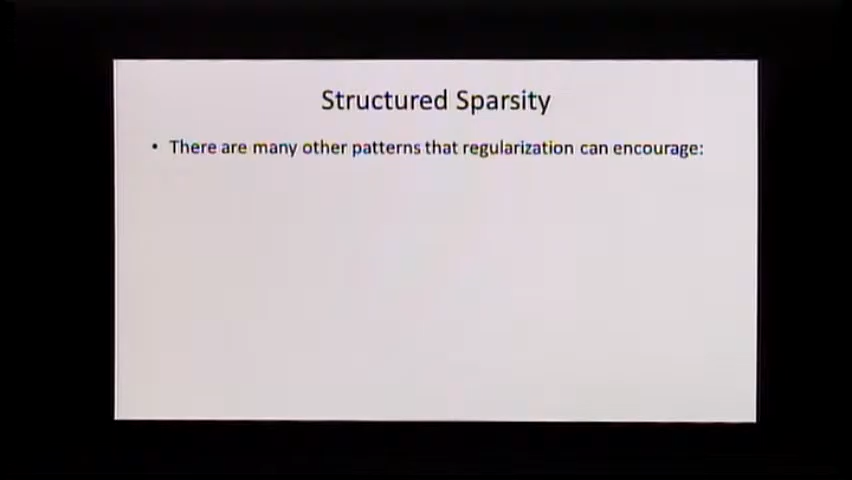 Structured Sparsity
• There are many other patterns that regularization can encourage: